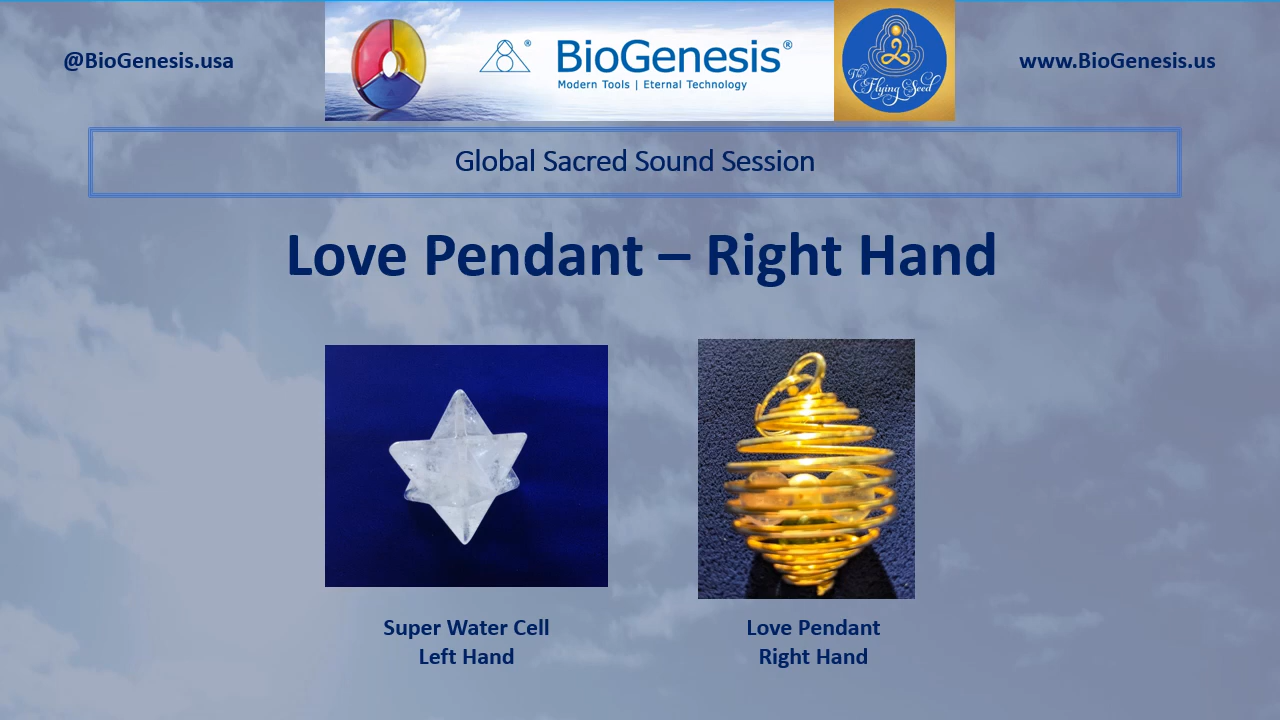 @BioGenesis.usa
BioGenesis®
Modern Tools | Eternal Technology
The
Flying Seed
www.BioGenesis.us
Global Sacred Sound Session
Love Pendant – Right Hand
Super Water Cell
Left Hand
Love Pendant
Right Hand